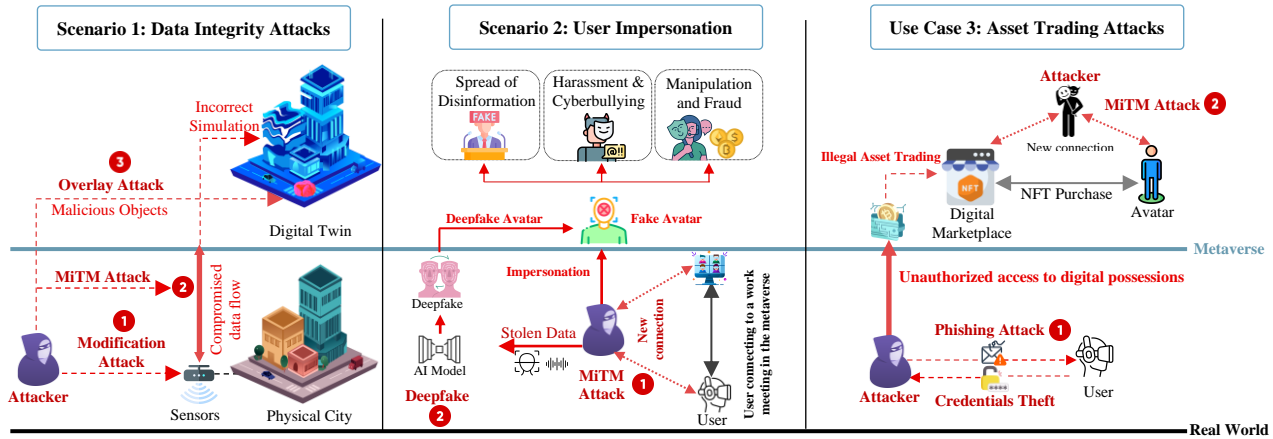 Scenario 1: Data Integrity Attacks
Incorrect
Simulation
3
Overlay Attack
Malicious Objects
Digital Twin
MiTM Attack
2
Compromised
data flow
1
Modification
Attack
Attacker
Sensors
Physical City
Scenario 2: User Impersonation
Spread of
Disinformation
FAKE
Harassment &
Cyberbullying
@!!
Manipulation
and Fraud
Deepfake Avatar
Fake Avatar
Impersonation
Deepfake
Stolen Data
AI Model
New
connection
MiTM
Attack
1
Deepfake
2
User
User connecting to a work
meeting in the metaverse
Use Case 3: Asset Trading Attacks
Attacker
MiTM Attack 2
New connection
Illegal Asset Trading
NFT
NFT Purchase
Digital
Marketplace
Avatar
Metaverse
Unauthorized access to digital possessions
Phishing Attack 1
Attacker
User
Credentials Theft
Real World